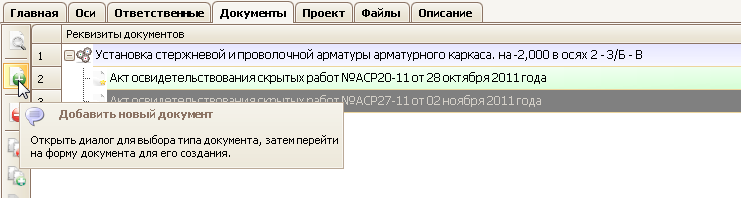 Главная Оси Ответственные Документы Проект Файлы Описание
Реквизиты документов
1 Установка стержневой и проволочной арматуры арматурного каркаса. на -2,000 в осях 2 - 3/Б - В
2 Акт освидетельствования скрытых работ №АСР20-11 от 28 октября 2011 года
3 Акт освидетельствования скрытых работ №АСР27-11 от 02 ноября 2011 года
Добавить новый документ
Открыть диалог для выбора типа документа, затем перейти
на форму документа для его создания.